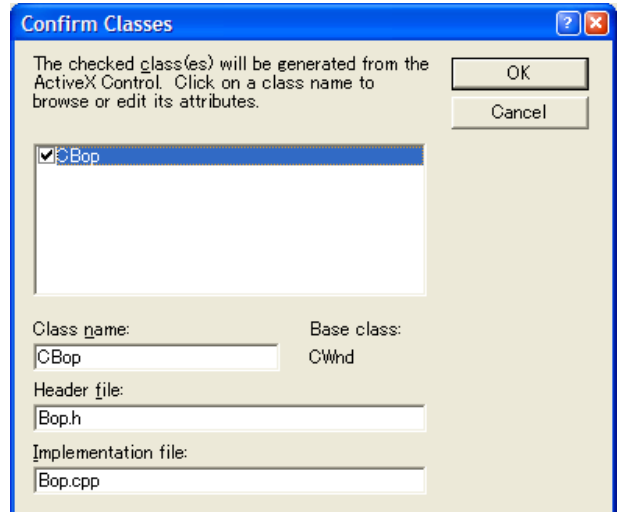 Confirm Classes
The checked class(es) will be generated from the
ActiveX Control. Click on a class name to
browse or edit its attributes.
OK
Cancel
CBop
Class name:
Base class:
CBop
CWnd
Header file:
Bop.h
Implementation file:
Bop.cpp